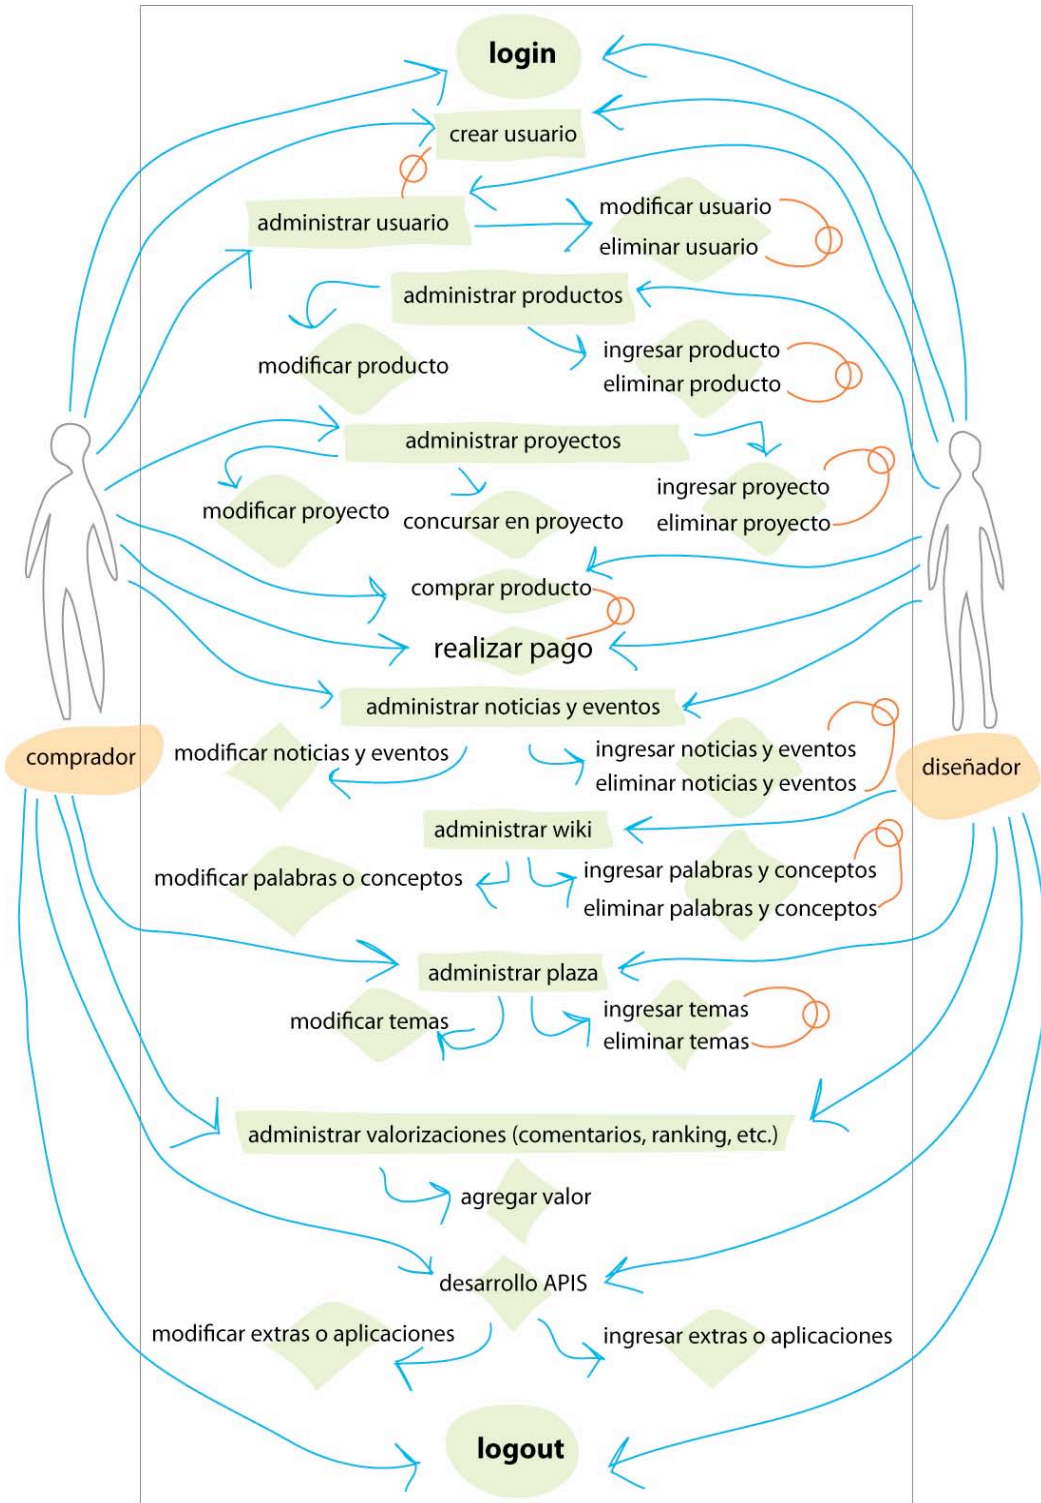 login
crear usuario
administrar usuario
modificar usuario
eliminar usuario
administrar productos
modificar producto
ingresar producto
eliminar producto
administrar proyectos
modificar proyecto
concursar en proyecto
ingresar proyecto
eliminar proyecto
comprar producto
realizar pago
administrar noticias y eventos
comprador
modificar noticias y eventos
ingresar noticias y eventos
eliminar noticias y eventos
diseñador
administrar wiki
modificar palabras o conceptos
ingresar palabras y conceptos
eliminar palabras y conceptos
administrar plaza
modificar temas
ingresar temas
eliminar temas
administrar valorizaciones (comentarios, ranking, etc.)
agregar valor
desarrollo APIS
modificar extras o aplicaciones
ingresar extras o aplicaciones
logout